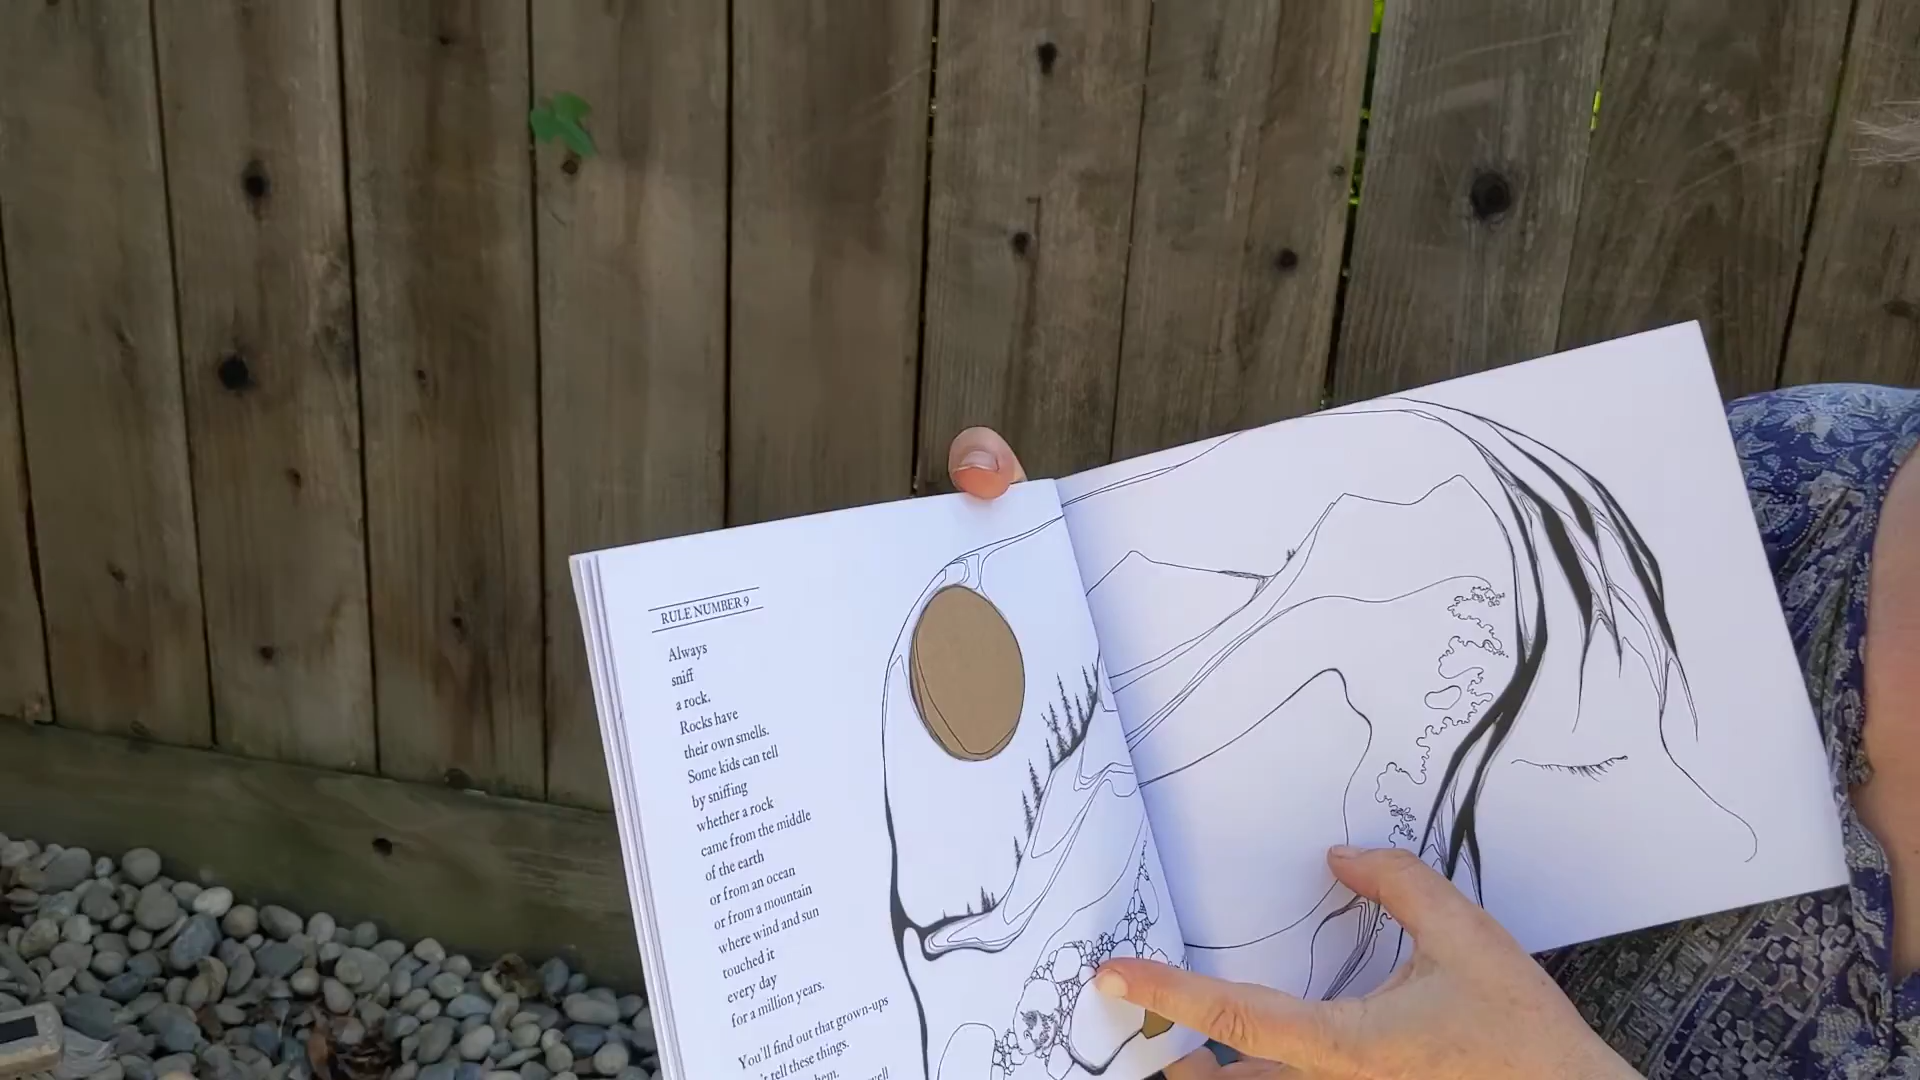 RULE NUMBER 9
Always
sniff
a rock.
Rocks have
their own smells.
Some kids can tell
by sniffing
whether a rock
came from the middle
of the earth
or from an ocean
or from a mountain
where wind and sun
touched it
every day
for a million years.
You'll find out that grown-ups
tell these things.